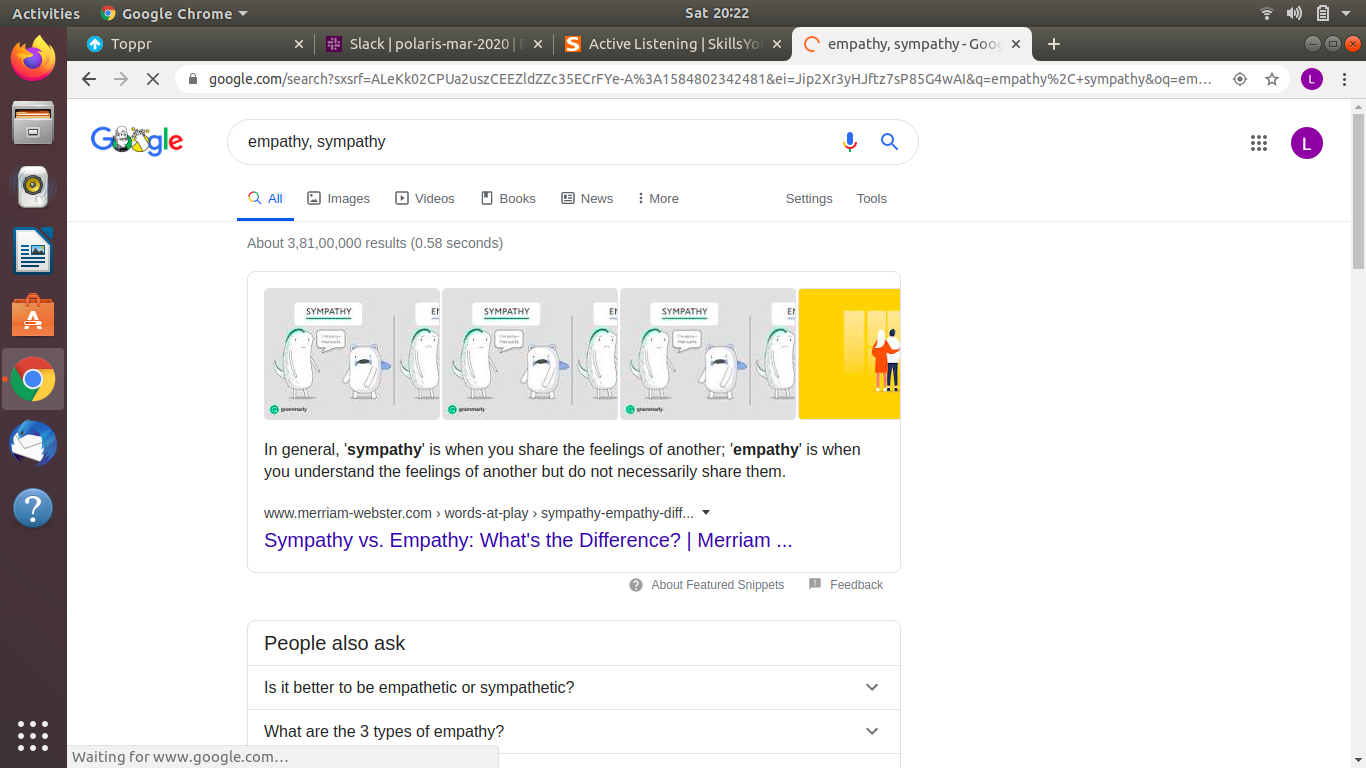 Activities Google Chrome Sat 20:22
Toppr Slack | polaris-mar-2020 | Active Listening | SkillsYo empathy, sympathy - Goog
google.com/search?sxsrf=ALeKk02CPUa2uszCEEZldZZc35ECrFYe-A%3A1584802342481&ei=Jip2Xr3yHJftz7sP85G4wAI&q=empathy%2C+sympathy&oq=em... L
Google empathy, sympathy L
All Images Videos Books News More Settings Tools
About 3,81,00,000 results (0.58 seconds)
SYMPATHY SYMPATHY SYMPATHY
I'm sorry— that sucks.
grammarly grammarly grammarly
In general, 'sympathy' is when you share the feelings of another; 'empathy' is when
you understand the feelings of another but do not necessarily share them.
www.merriam-webster.com › words-at-play › sympathy-empathy-diff...
Sympathy vs. Empathy: What's the Difference? | Merriam ...
About Featured Snippets Feedback
People also ask
Is it better to be empathetic or sympathetic?
What are the 3 types of empathy?
Waiting for www.google.com…